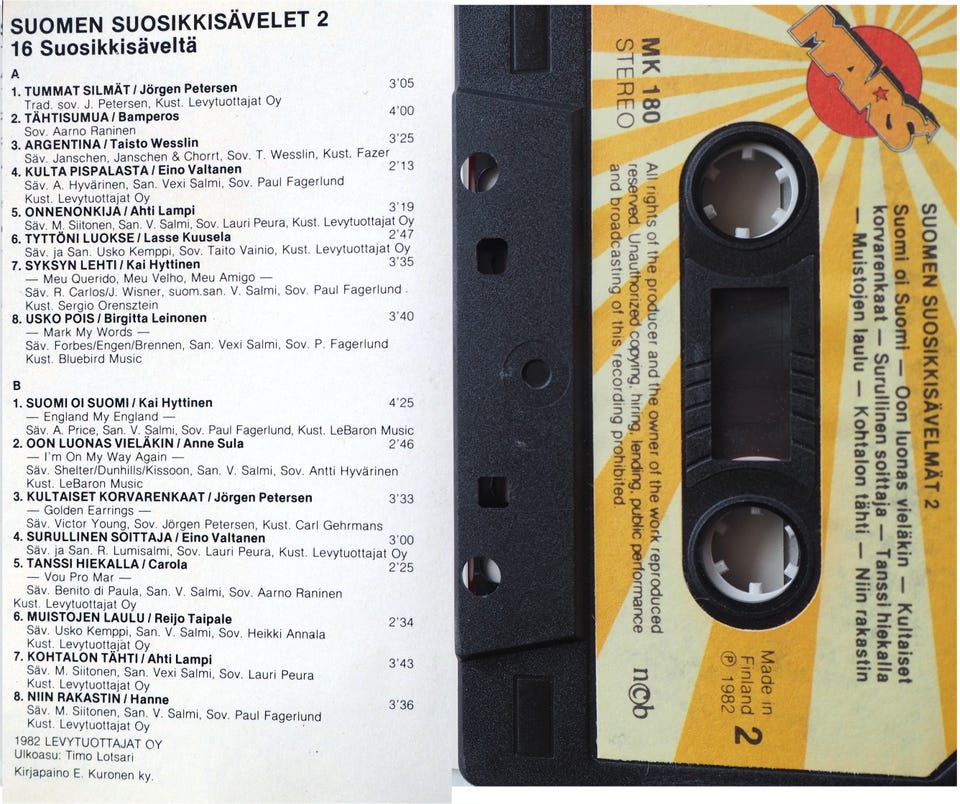 SUOMEN SUOSIKKISÄVELET 2
16 Suosikkisäveltä
A
1. TUMMAT SILMÄT / Jörgen Petersen 3'05
Trad. sov. J. Petersen, Kust. Levytuottajat Oy
2. TÄHTISUMUA / Bamperos 4'00
Sov. Aarno Raninen
3. ARGENTINA / Taisto Wesslin 3'25
Säv. Janschen, Janschen & Chorrt, Sov. T. Wesslin, Kust. Fazer
4. KULTA PISPALASTA / Eino Valtanen 2'13
Säv. A. Hyvärinen, San. Vexi Salmi, Sov. Paul Fagerlund
Kust. Levytuottajat Oy
5. ONNENONKIJA / Ahti Lampi 3'19
Säv. M. Siitonen, San. V. Salmi, Sov. Lauri Peura, Kust. Levytuottajat Oy
6. TYTTÖNI LUOKSE / Lasse Kuusela 2'47
Säv. ja San. Usko Kemppi, Sov. Taito Vainio, Kust. Levytuottajat Oy
7. SYKSYN LEHTI / Kai Hyttinen 3'35
— Meu Querido, Meu Velho, Meu Amigo —
Säv. R. Carlos/J. Wisner, suom.san. V. Salmi, Sov. Paul Fagerlund .
Kust. Sergio Orensztein
8. USKO POIS / Birgitta Leinonen 3'40
— Mark My Words —
Säv. Forbes/Engen/Brennen, San. Vexi Salmi, Sov. P. Fagerlund
Kust. Bluebird Music
B
1. SUOMI OI SUOMI / Kai Hyttinen 4'25
— England My England —
Säv. A. Price, San. V. Salmi, Sov. Paul Fagerlund, Kust. LeBaron Music
2. OON LUONAS VIELÄKIN / Anne Sula 2'46
— I'm On My Way Again —
Säv. Shelter/Dunhills/Kissoon, San. V. Salmi, Sov. Antti Hyvärinen
Kust. LeBaron Music
3. KULTAISET KORVARENKAAT / Jörgen Petersen 3'33
— Golden Earrings —
Säv. Victor Young, Sov. Jörgen Petersen, Kust. Carl Gehrmans
4. SURULLINEN SOITTAJA / Eino Valtanen 3'00
Säv. ja San. R. Lumisalmi, Sov. Lauri Peura, Kust. Levytuottajat Oy
5. TANSSI HIEKALLA / Carola 2'25
— Vou Pro Mar —
Säv. Benito di Paula, San. V. Salmi, Sov. Aarno Raninen
Kust. Levytuottajat Oy
6. MUISTOJEN LAULU / Reijo Taipale 2'34
Säv. Usko Kemppi, San. V. Salmi, Sov. Heikki Annala
Kust. Levytuottajat Oy
7. KOHTALON TÄHTI / Ahti Lampi 3'43
Säv. M. Siitonen, San. Vexi Salmi, Sov. Lauri Peura
Kust. Levytuottajat Oy
8. NIIN RAKASTIN / Hanne 3'36
Säv. M. Siitonen, San. V. Salmi, Sov. Paul Fagerlund
Kust. Levytuottajat Oy
1982 LEVYTUOTTAJAT OY
Ulkoasu: Timo Lotsari
Kirjapaino E. Kuronen ky.
MARS
SUOMEN SUOSIKKISÄVELMÄT 2
Suomi oi Suomi — Oon luonas vieläkin — Kultaiset
korvarenkaat — Surullinen soittaja — Tanssi hiekalla
— Muistojen laulu — Kohtalon tähti — Niin rakastin
MK 180
STEREO
Made in
Finland
℗ 1982
2
All rights of the producer and the owner of the work reproduced
reserved. Unauthorized copying, hiring, lending, public performance
and broadcasting of this recording prohibited
ncb